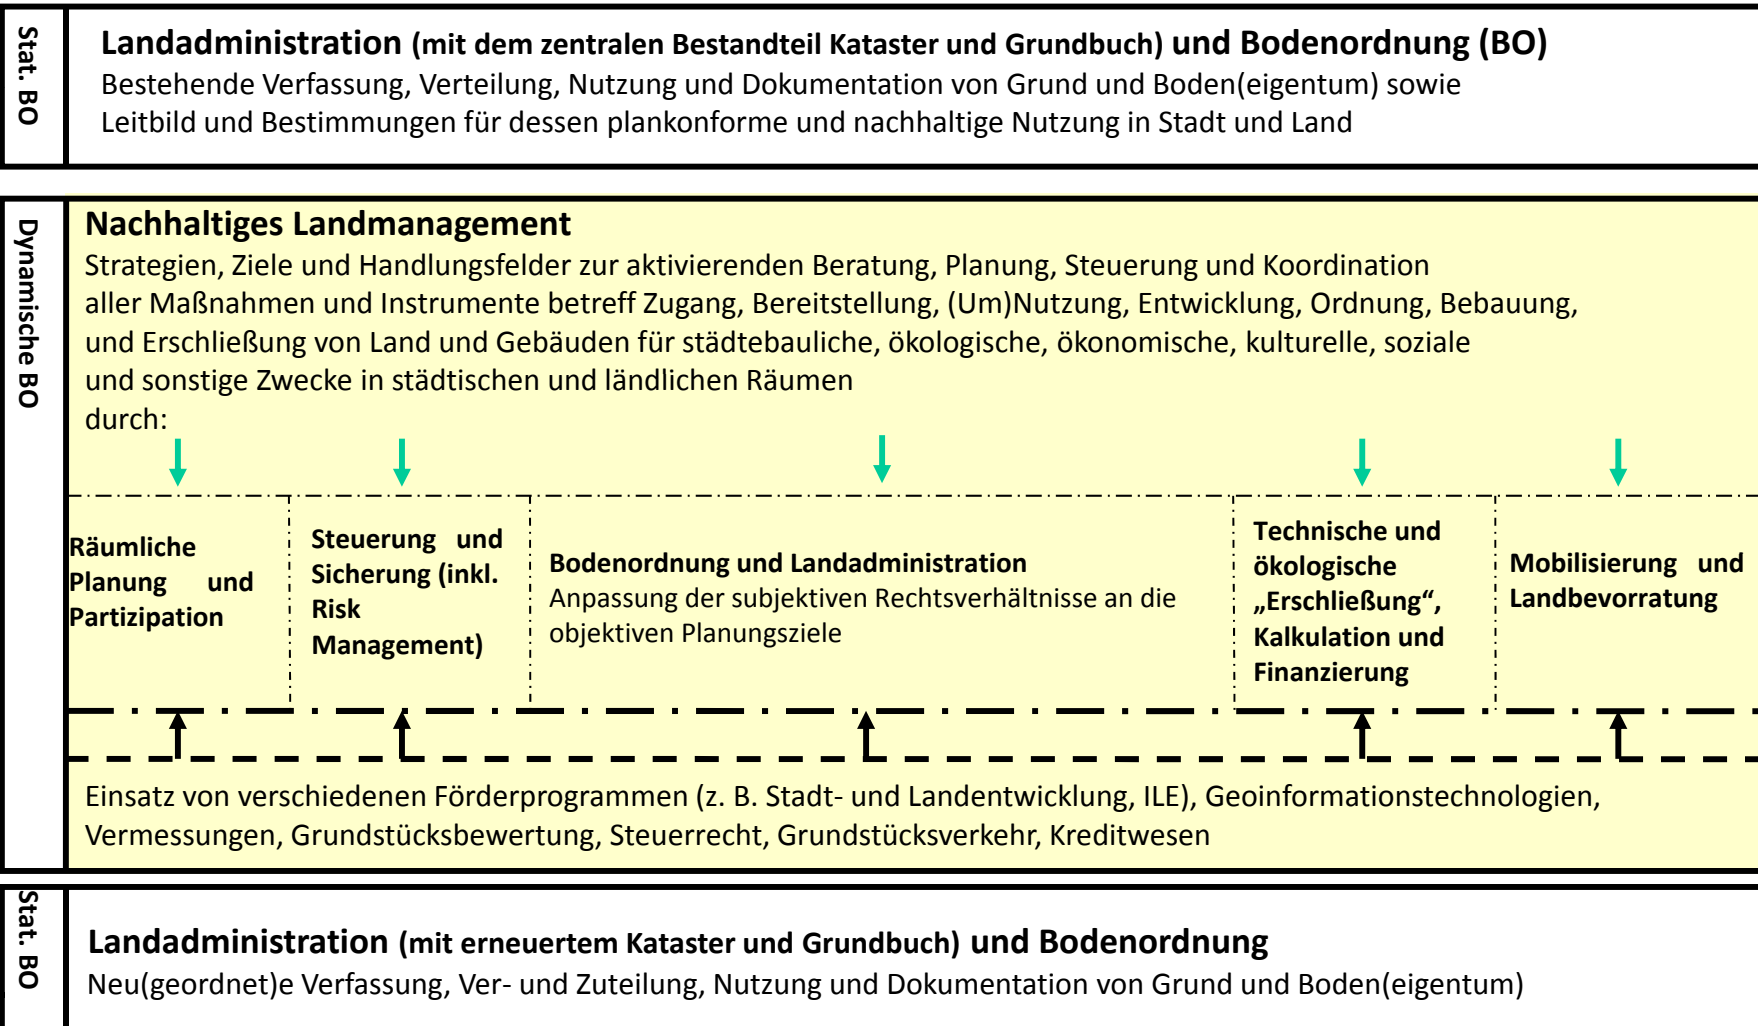 Stat. BO
Landadministration (mit dem zentralen Bestandteil Kataster und Grundbuch) und Bodenordnung (BO)
Bestehende Verfassung, Verteilung, Nutzung und Dokumentation von Grund und Boden(eigentum) sowie
Leitbild und Bestimmungen für dessen plankonforme und nachhaltige Nutzung in Stadt und Land
Dynamische BO
Nachhaltiges Landmanagement
Strategien, Ziele und Handlungsfelder zur aktivierenden Beratung, Planung, Steuerung und Koordination
aller Maßnahmen und Instrumente betreff Zugang, Bereitstellung, (Um)Nutzung, Entwicklung, Ordnung, Bebauung,
und Erschließung von Land und Gebäuden für städtebauliche, ökologische, ökonomische, kulturelle, soziale
und sonstige Zwecke in städtischen und ländlichen Räumen
durch:
Räumliche
Planung und
Partizipation
Steuerung und
Sicherung (inkl.
Risk
Management)
Bodenordnung und Landadministration
Anpassung der subjektiven Rechtsverhältnisse an die
objektiven Planungsziele
Technische und
ökologische
„Erschließung“,
Kalkulation und
Finanzierung
Mobilisierung und
Landbevorratung
Einsatz von verschiedenen Förderprogrammen (z. B. Stadt- und Landentwicklung, ILE), Geoinformationstechnologien,
Vermessungen, Grundstücksbewertung, Steuerrecht, Grundstücksverkehr, Kreditwesen
Stat. BO
Landadministration (mit erneuertem Kataster und Grundbuch) und Bodenordnung
Neu(geordnet)e Verfassung, Ver- und Zuteilung, Nutzung und Dokumentation von Grund und Boden(eigentum)